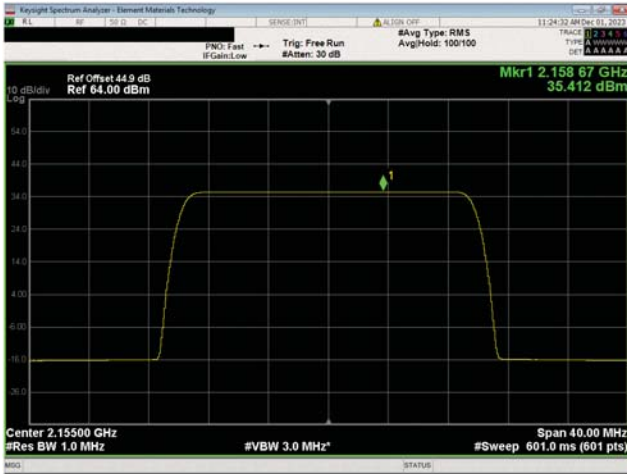 Keysight Spectrum Analyzer - Element Materials Technology
RL RF 50 Ω DC SENSE:INT ALIGN OFF 11:24:32 AM Dec 01, 2023
PNO: Fast Trig: Free Run #Avg Type: RMS TRACE 1 2 3 4 5 6
IFGain:Low #Atten: 30 dB Avg|Hold: 100/100 TYPE A WWWWW
DET A A A A A A
Ref Offset 44.9 dB Mkr1 2.158 67 GHz
10 dB/div Ref 64.00 dBm 35.412 dBm
Log
54.0
44.0
1
34.0
24.0
14.0
4.00
-6.00
-16.0
-26.0
Center 2.15500 GHz Span 40.00 MHz
#Res BW 1.0 MHz #VBW 3.0 MHz* #Sweep 601.0 ms (601 pts)
MSG STATUS